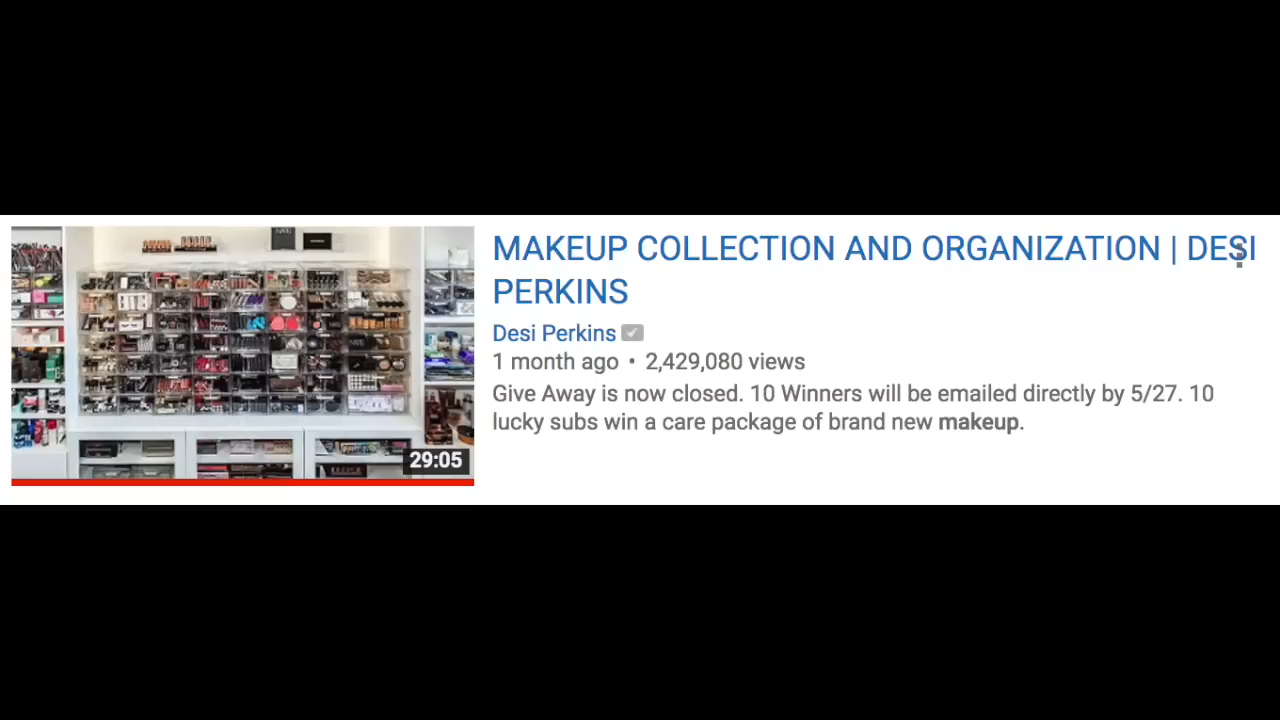 MAKEUP COLLECTION AND ORGANIZATION | DESI
PERKINS
Desi Perkins
1 month ago • 2,429,080 views
Give Away is now closed. 10 Winners will be emailed directly by 5/27. 10
lucky subs win a care package of brand new makeup.
29:05